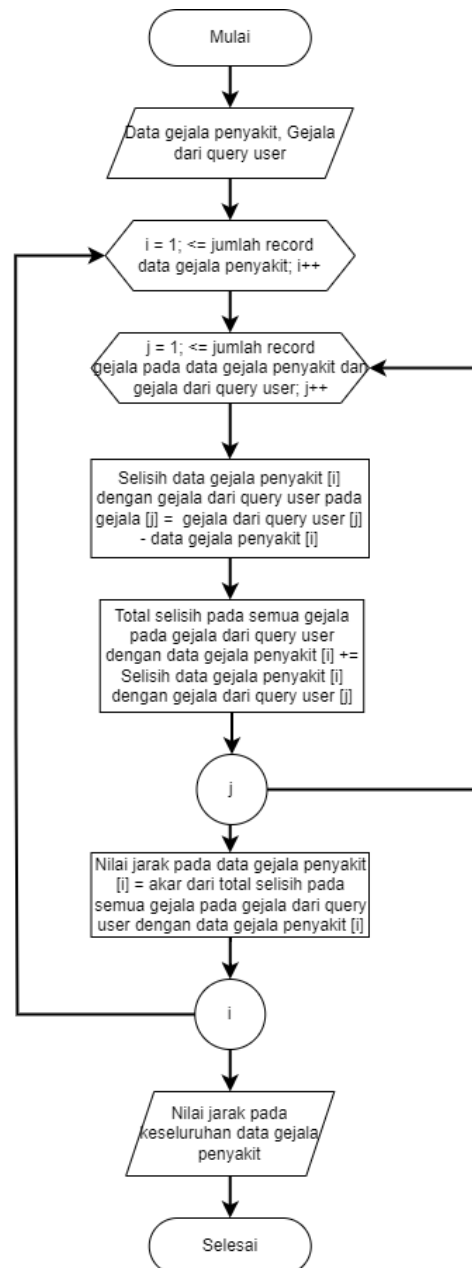 Mulai
Data gejala penyakit, Gejala
dari query user
i = 1; <= jumlah record
data gejala penyakit; i++
j = 1; <= jumlah record
gejala pada data gejala penyakit dan
gejala dari query user; j++
Selisih data gejala penyakit [i]
dengan gejala dari query user pada
gejala [j] = gejala dari query user [j]
- data gejala penyakit [i]
Total selisih pada semua gejala
pada gejala dari query user
dengan data gejala penyakit [i] +=
Selisih data gejala penyakit [i]
dengan gejala dari query user [j]
j
Nilai jarak pada data gejala penyakit
[i] = akar dari total selisih pada
semua gejala pada gejala dari query
user dengan data gejala penyakit [i]
i
Nilai jarak pada
keseluruhan data gejala
penyakit
Selesai